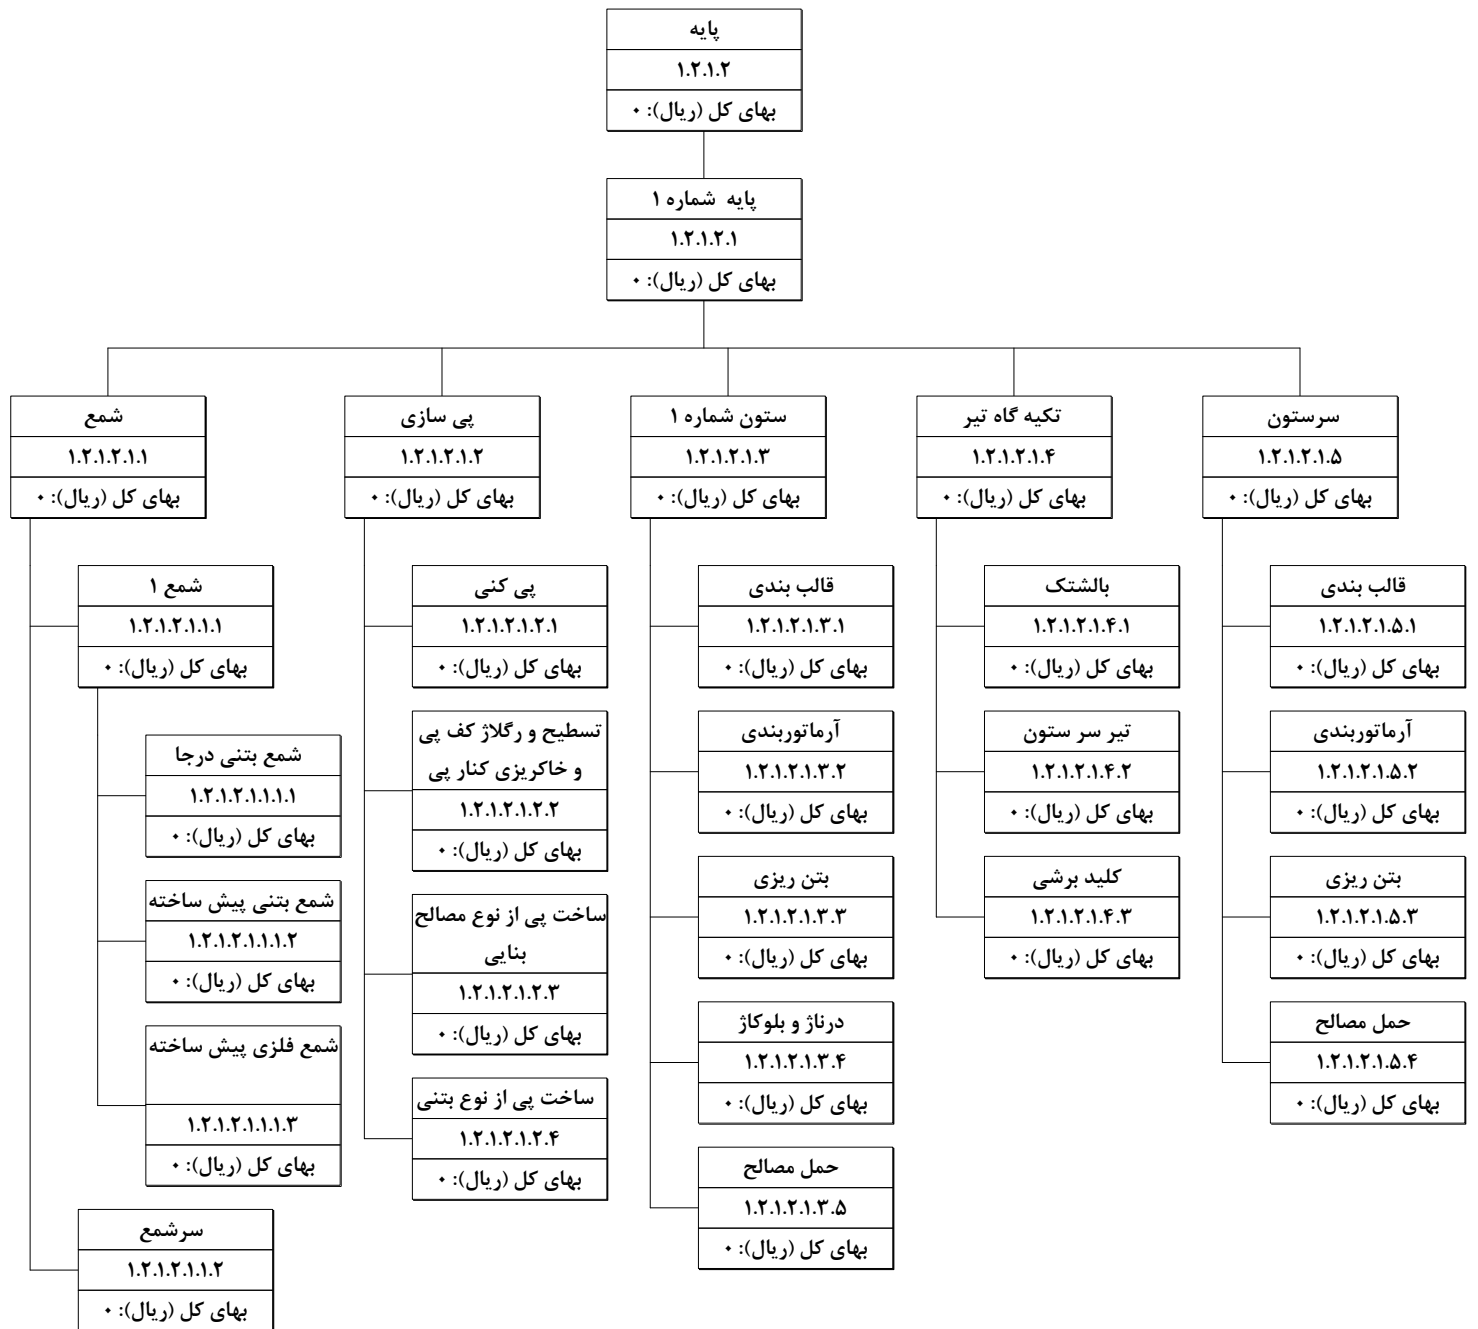 پایه
۱.۲.۱.۲
بهای کل (ریال): ۰
پایه شماره ۱
۱.۲.۱.۲.۱
بهای کل (ریال): ۰
شمع
۱.۲.۱.۲.۱.۱
بهای کل (ریال): ۰
شمع ۱
۱.۲.۱.۲.۱.۱.۱
بهای کل (ریال): ۰
شمع بتنی درجا
۱.۲.۱.۲.۱.۱.۱.۱
بهای کل (ریال): ۰
شمع بتنی پیش ساخته
۱.۲.۱.۲.۱.۱.۱.۲
بهای کل (ریال): ۰
شمع فلزی پیش ساخته
۱.۲.۱.۲.۱.۱.۱.۳
بهای کل (ریال): ۰
سرشمع
۱.۲.۱.۲.۱.۱.۲
بهای کل (ریال): ۰
پی سازی
۱.۲.۱.۲.۱.۲
بهای کل (ریال): ۰
پی کنی
۱.۲.۱.۲.۱.۲.۱
بهای کل (ریال): ۰
تسطیح و رگلاژ کف پی
و خاکریزی کنار پی
۱.۲.۱.۲.۱.۲.۲
بهای کل (ریال): ۰
ساخت پی از نوع مصالح
بنایی
۱.۲.۱.۲.۱.۲.۳
بهای کل (ریال): ۰
ساخت پی از نوع بتنی
۱.۲.۱.۲.۱.۲.۴
بهای کل (ریال): ۰
ستون شماره ۱
۱.۲.۱.۲.۱.۳
بهای کل (ریال): ۰
قالب بندی
۱.۲.۱.۲.۱.۳.۱
بهای کل (ریال): ۰
آرماتوربندی
۱.۲.۱.۲.۱.۳.۲
بهای کل (ریال): ۰
بتن ریزی
۱.۲.۱.۲.۱.۳.۳
بهای کل (ریال): ۰
درناژ و بلوکاژ
۱.۲.۱.۲.۱.۳.۴
بهای کل (ریال): ۰
حمل مصالح
۱.۲.۱.۲.۱.۳.۵
بهای کل (ریال): ۰
تکیه گاه تیر
۱.۲.۱.۲.۱.۴
بهای کل (ریال): ۰
بالشتک
۱.۲.۱.۲.۱.۴.۱
بهای کل (ریال): ۰
تیر سر ستون
۱.۲.۱.۲.۱.۴.۲
بهای کل (ریال): ۰
کلید برشی
۱.۲.۱.۲.۱.۴.۳
بهای کل (ریال): ۰
سرستون
۱.۲.۱.۲.۱.۵
بهای کل (ریال): ۰
قالب بندی
۱.۲.۱.۲.۱.۵.۱
بهای کل (ریال): ۰
آرماتوربندی
۱.۲.۱.۲.۱.۵.۲
بهای کل (ریال): ۰
بتن ریزی
۱.۲.۱.۲.۱.۵.۳
بهای کل (ریال): ۰
حمل مصالح
۱.۲.۱.۲.۱.۵.۴
بهای کل (ریال): ۰